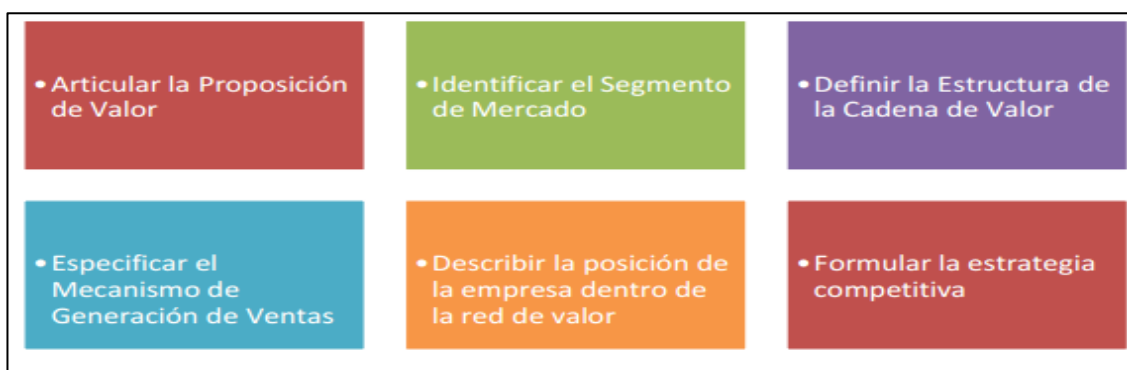 • Articular la Proposición
de Valor
• Identificar el Segmento
de Mercado
• Definir la Estructura de
la Cadena de Valor
• Especificar el
Mecanismo de
Generación de Ventas
• Describir la posición de
la empresa dentro de
la red de valor
• Formular la estrategia
competitiva